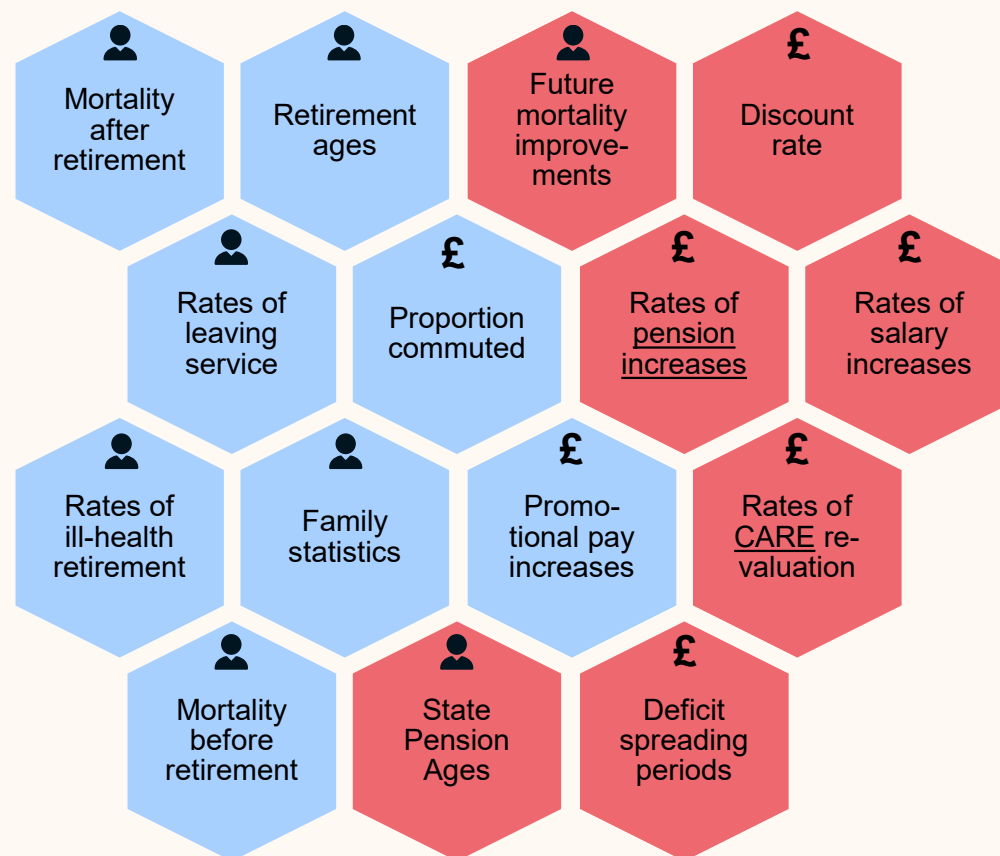 Mortality
after
retirement
Retirement
ages
Future
mortality
improve-
ments
£
Discount
rate
Rates of
leaving
service
£
Proportion
commuted
£
Rates of
pension
increases
£
Rates of
salary
increases
Rates of
ill-health
retirement
Family
statistics
£
Promo-
tional pay
increases
£
Rates of
CARE re-
valuation
Mortality
before
retirement
State
Pension
Ages
£
Deficit
spreading
periods